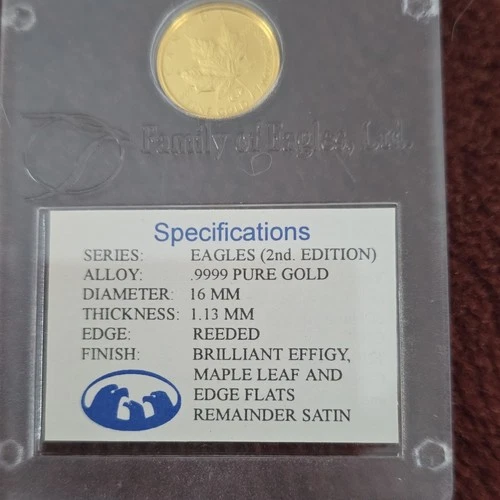 Family of Eagles, Ltd.
Specifications
SERIES: EAGLES (2nd. EDITION)
ALLOY: .9999 PURE GOLD
DIAMETER: 16 MM
THICKNESS: 1.13 MM
EDGE: REEDED
FINISH: BRILLIANT EFFIGY,
MAPLE LEAF AND
EDGE FLATS
REMAINDER SATIN